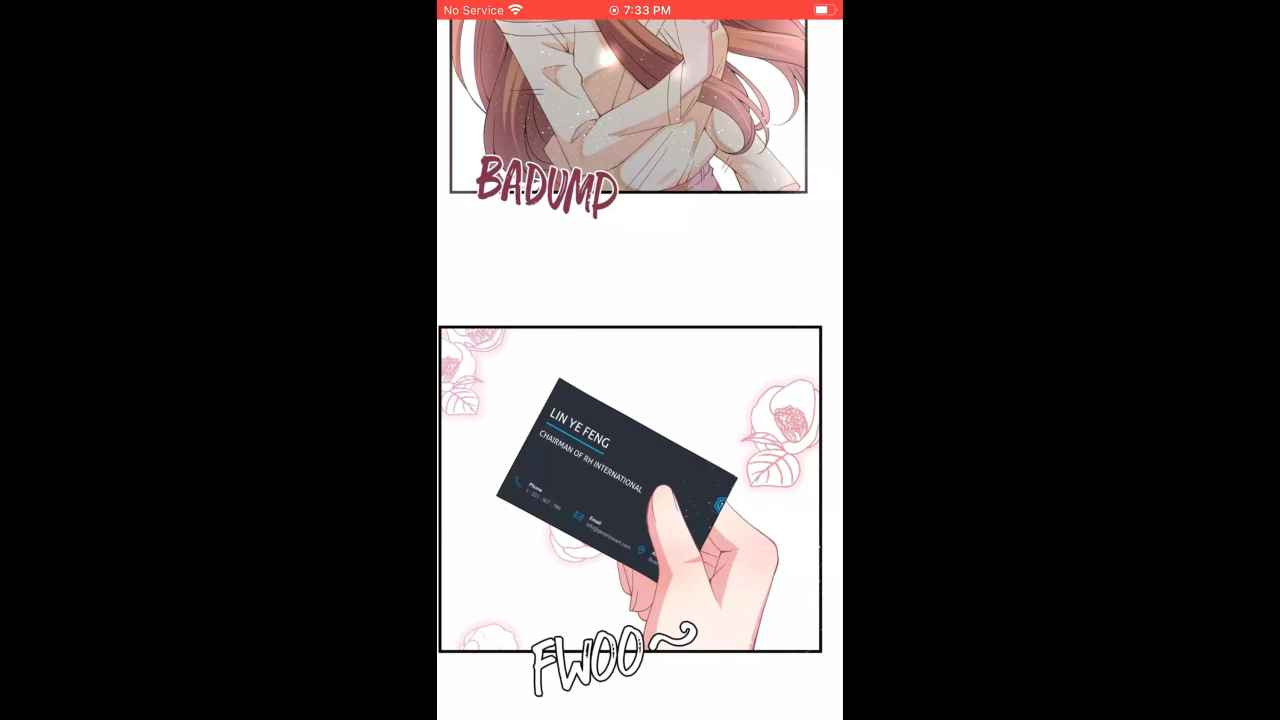 No Service 7:33 PM
BADUMP
LIN YE FENG
CHAIRMAN OF RH INTERNATIONAL
Phone
Email
FWOO~